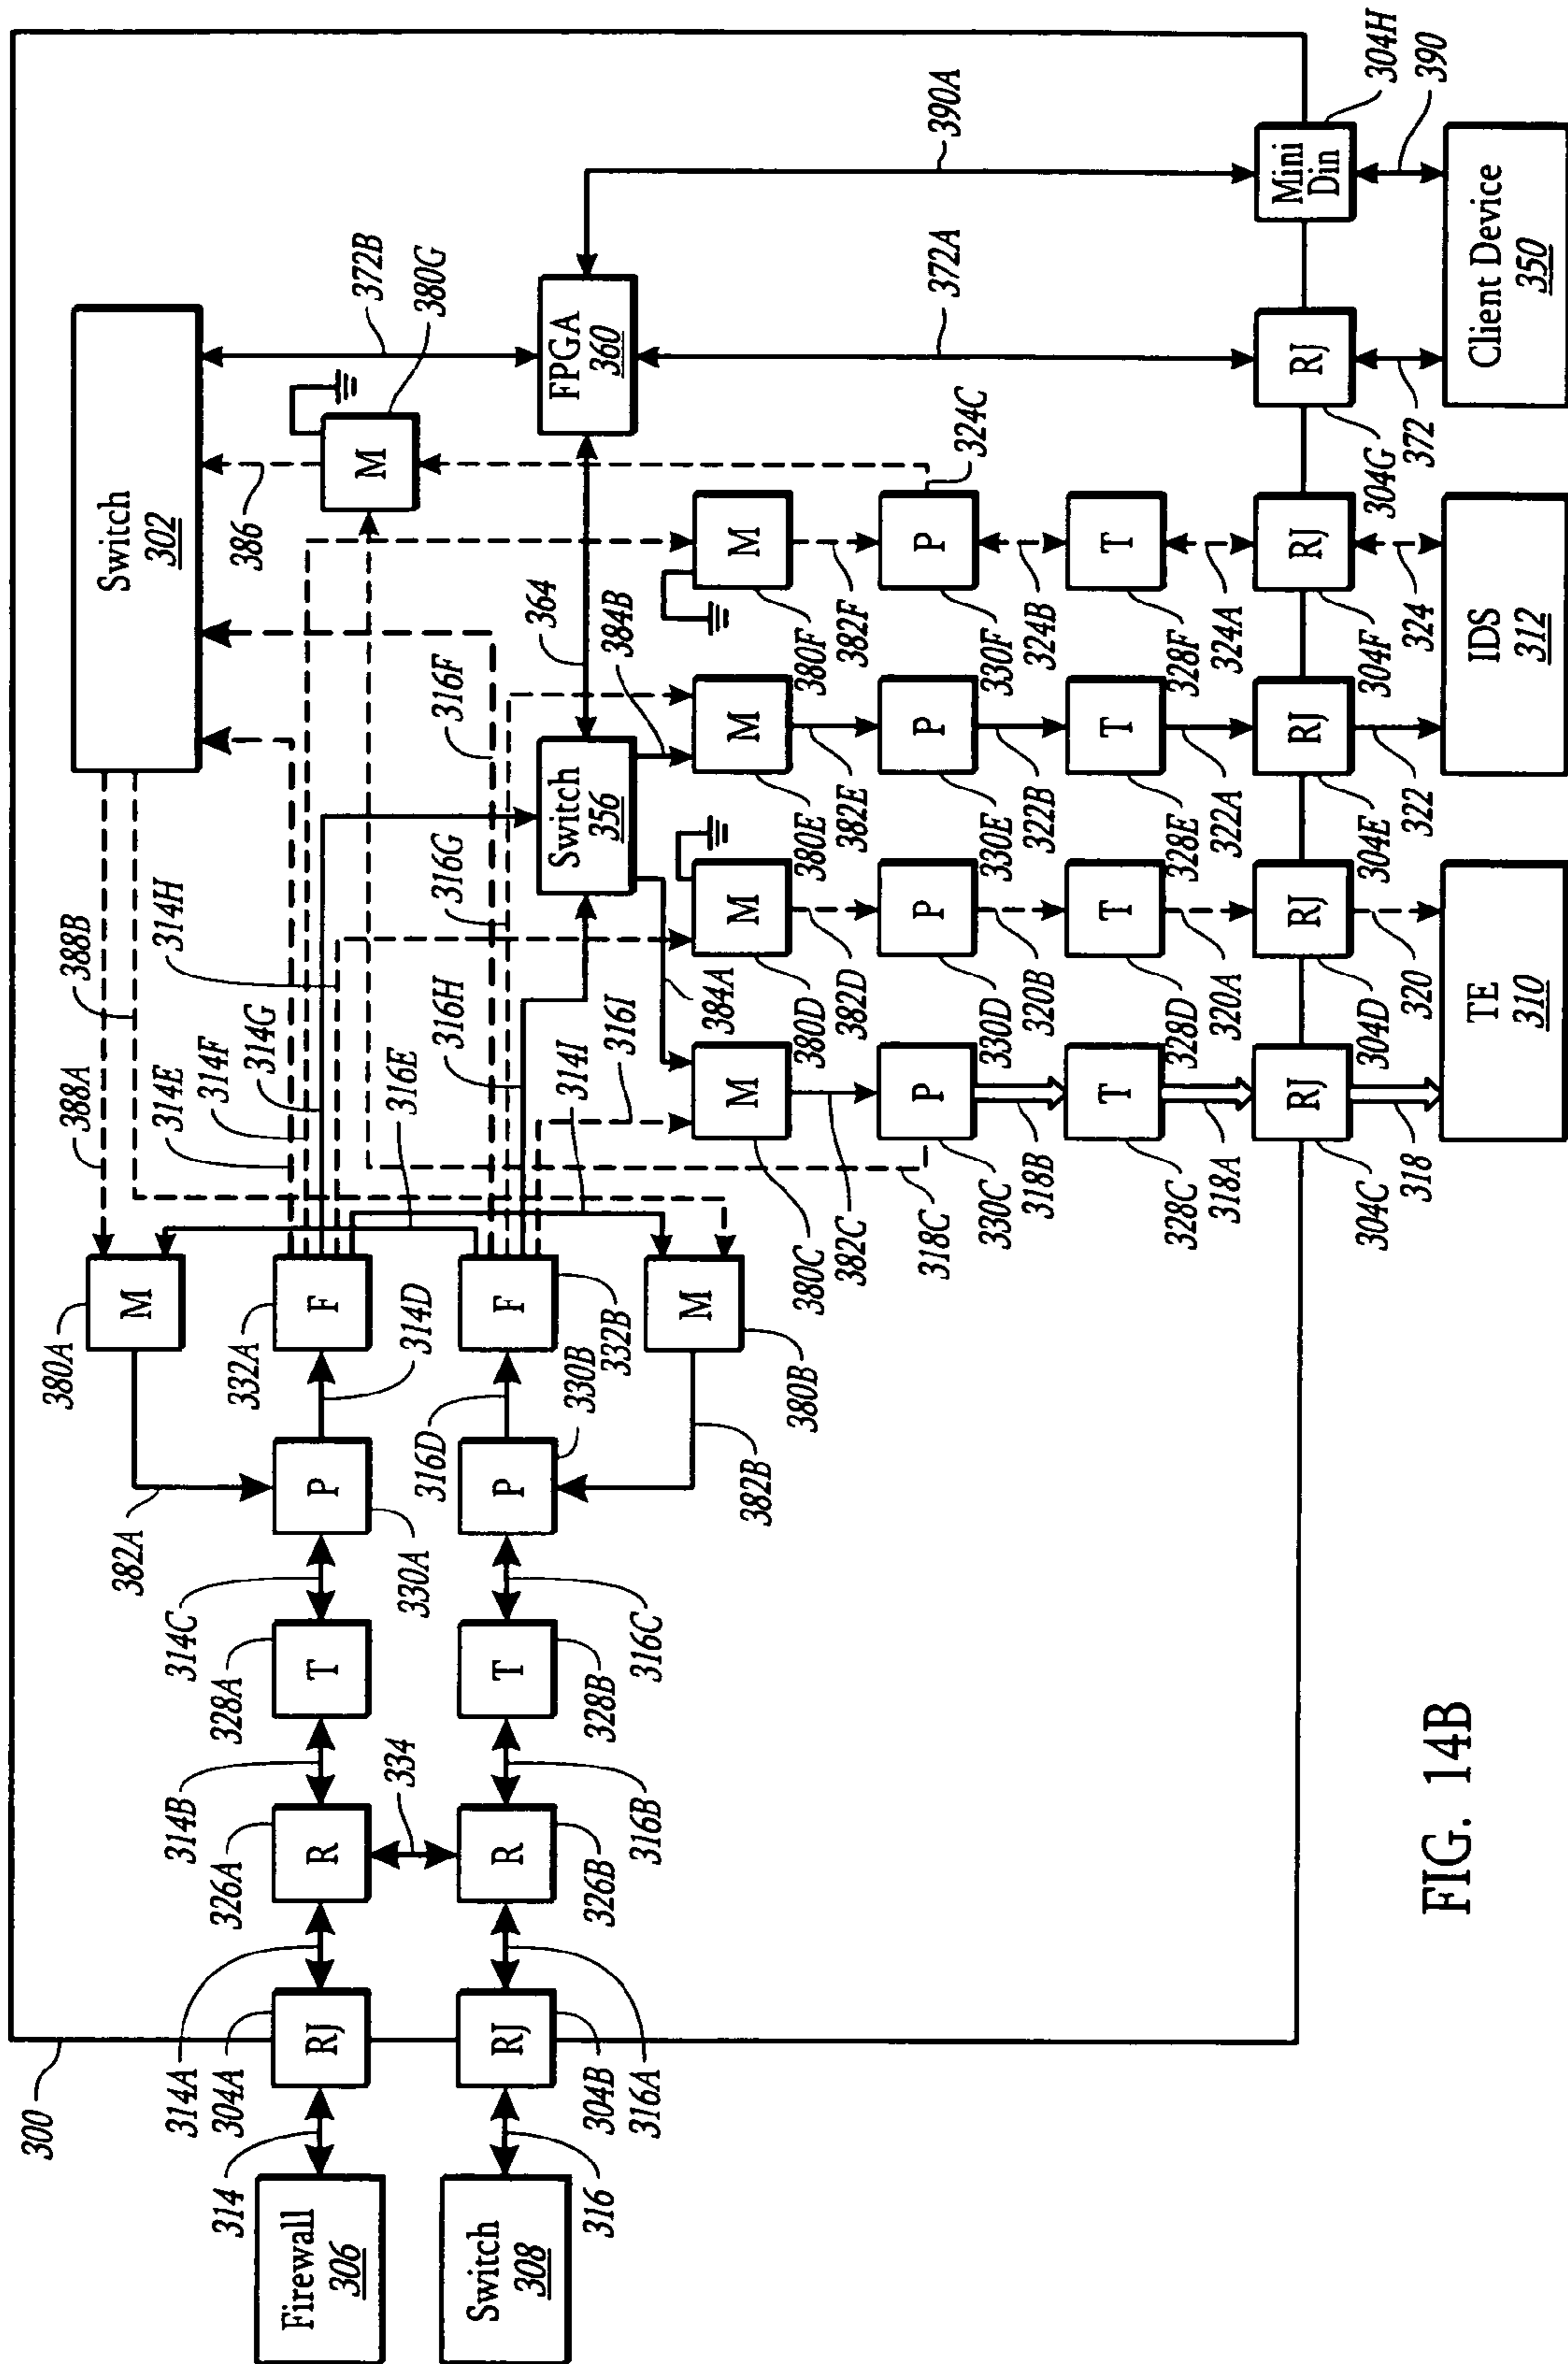 300
Firewall
306
314
304A
314A
RJ
326A
314B
R
328A
314C
T
382A
P
330A
314D
380A
M
332A
F
388A
388B
314E
314F
314G
314H
Switch
302
386
372B
M
380G
Switch
308
316
RJ
304B
316A
334
R
326B
316B
T
328B
316C
316D
P
330B
F
332B
M
380B
382B
316E
314I
316H
316I
316G
316F
Switch
356
364
384A
384B
FPGA
360
390A
372A
M
380C
382C
318C
M
380D
382D
M
380E
382E
M
380F
382F
P
330C
318B
P
330D
320B
P
330E
322B
P
330F
324B
324C
T
328C
318A
T
328D
320A
T
328E
322A
T
328F
324A
RJ
304C
318
RJ
304D
320
RJ
304E
322
RJ
304F
324
RJ
304G
372
Mini
Din
304H
390
TE
310
IDS
312
Client Device
350
FIG. 14B